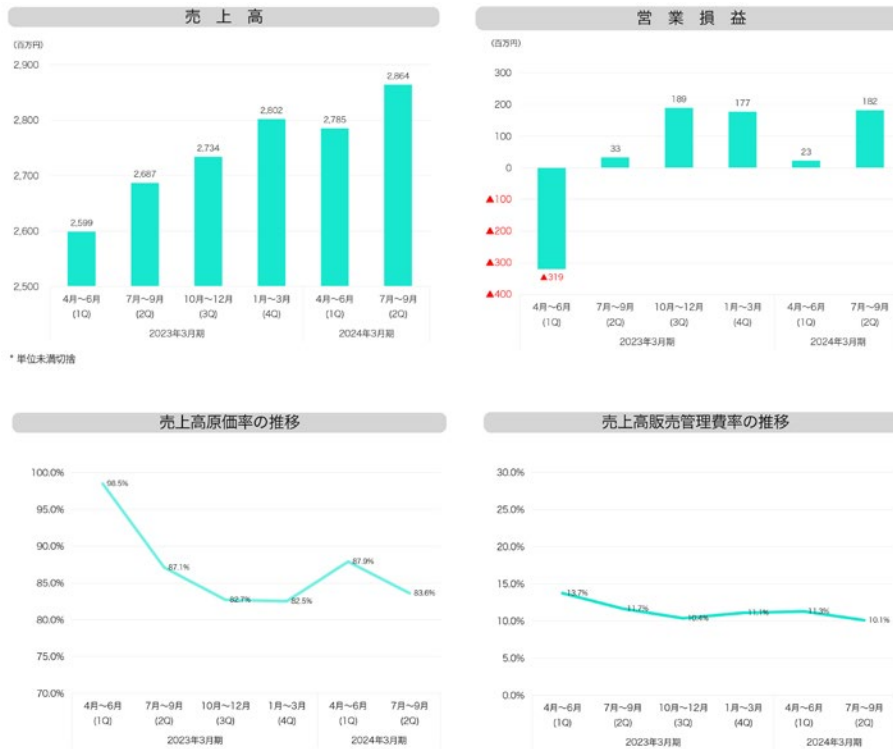 売 上 高
(百万円)
2,900
2,800
2,700
2,600
2,500
2,599
2,687
2,734
2,802
2,785
2,864
4月～6月 7月～9月 10月～12月 1月～3月 4月～6月 7月～9月
(1Q) (2Q) (3Q) (4Q) (1Q) (2Q)
2023年3月期 2024年3月期
* 単位未満切捨
営 業 損 益
(百万円)
300
200
100
0
▲100
▲200
▲300
▲400
▲319
33
189
177
23
182
4月～6月 7月～9月 10月～12月 1月～3月 4月～6月 7月～9月
(1Q) (2Q) (3Q) (4Q) (1Q) (2Q)
2023年3月期 2024年3月期
売上高原価率の推移
100.0%
95.0%
90.0%
85.0%
80.0%
75.0%
70.0%
98.5%
87.1%
82.7%
82.5%
87.9%
83.6%
4月～6月 7月～9月 10月～12月 1月～3月 4月～6月 7月～9月
(1Q) (2Q) (3Q) (4Q) (1Q) (2Q)
2023年3月期 2024年3月期
売上高販売管理費率の推移
30.0%
25.0%
20.0%
15.0%
10.0%
5.0%
0.0%
13.7%
11.7%
10.4%
11.1%
11.3%
10.1%
4月～6月 7月～9月 10月～12月 1月～3月 4月～6月 7月～9月
(1Q) (2Q) (3Q) (4Q) (1Q) (2Q)
2023年3月期 2024年3月期